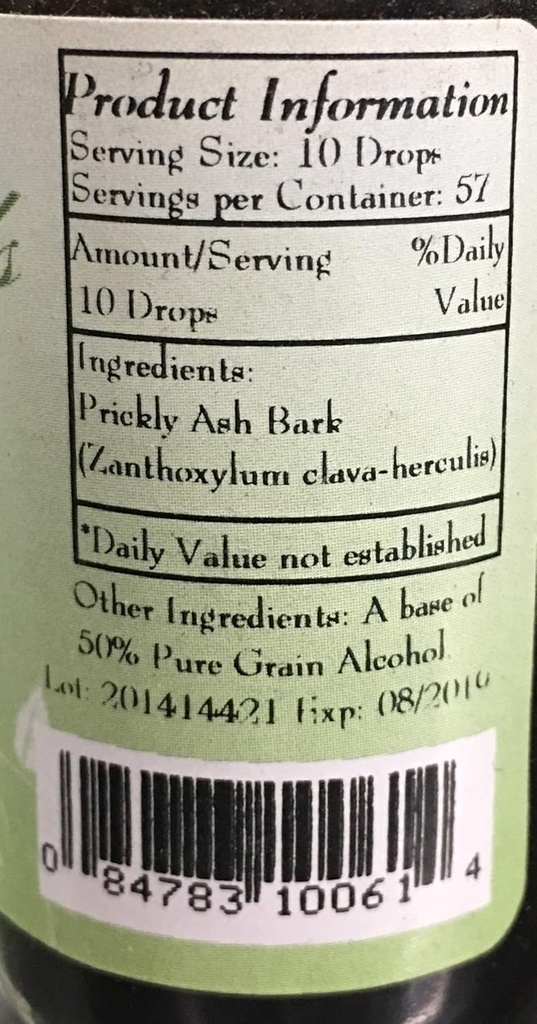 Product Information
Serving Size: 10 Drops
Servings per Container: 57
Amount/Serving %Daily
10 Drops Value
Ingredients:
Prickly Ash Bark
(Zanthoxylum clava-herculis)
*Daily Value not established
Other Ingredients: A base of
50% Pure Grain Alcohol
Lot: 201414421 Exp:
0 84783 10061 4